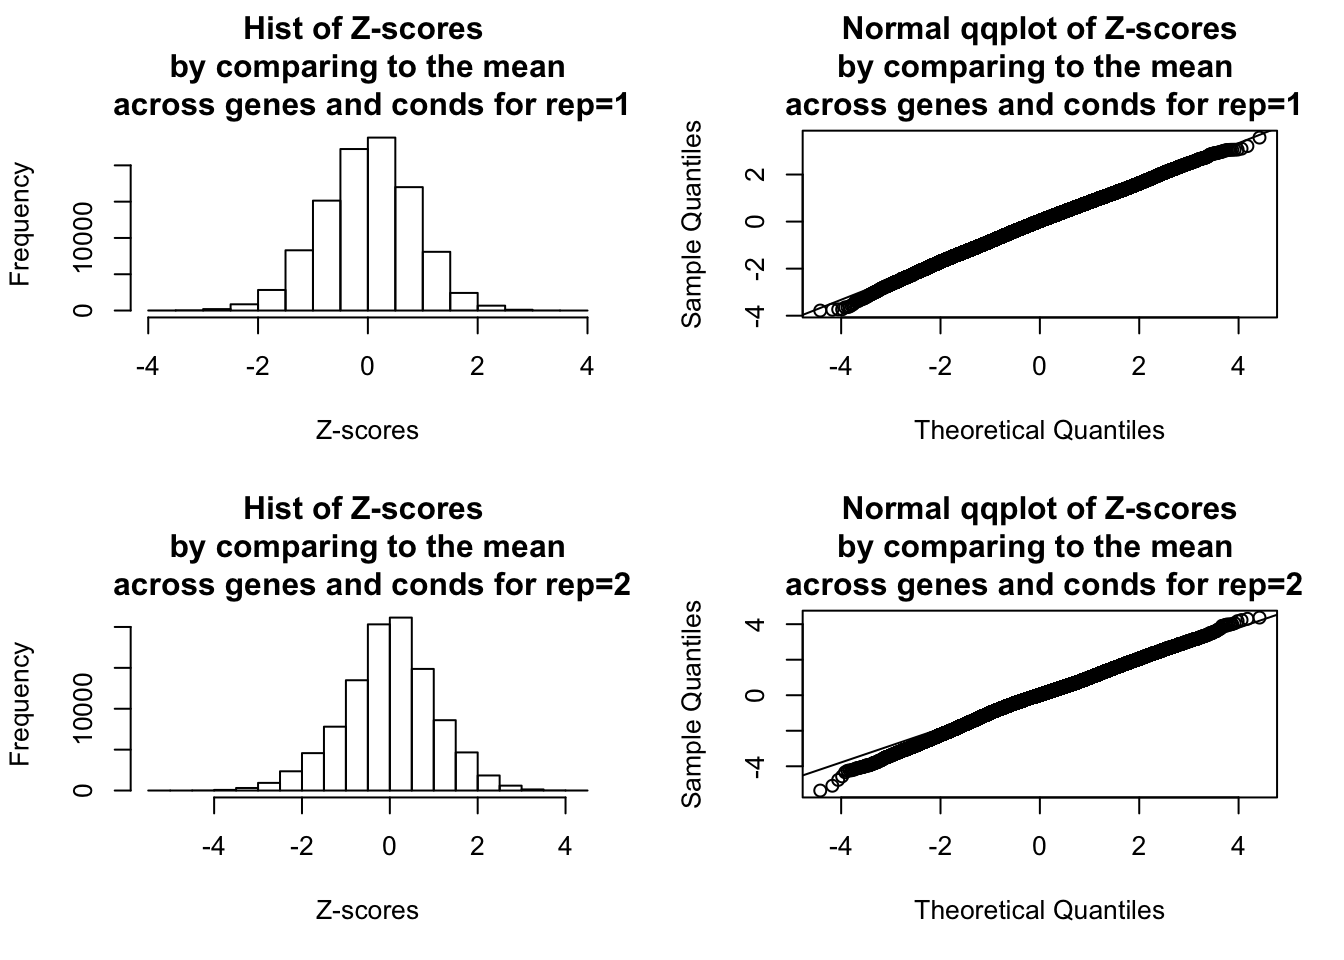 Hist of Z-scores
by comparing to the mean
across genes and conds for rep=1
Frequency
0
10000
-4 -2 0 2 4
Z-scores
Normal qqplot of Z-scores
by comparing to the mean
across genes and conds for rep=1
Sample Quantiles
-4 -2 0 2
-4 -2 0 2 4
Theoretical Quantiles
Hist of Z-scores
by comparing to the mean
across genes and conds for rep=2
Frequency
0
10000
-4 -2 0 2 4
Z-scores
Normal qqplot of Z-scores
by comparing to the mean
across genes and conds for rep=2
Sample Quantiles
-4 0 4
-4 -2 0 2 4
Theoretical Quantiles